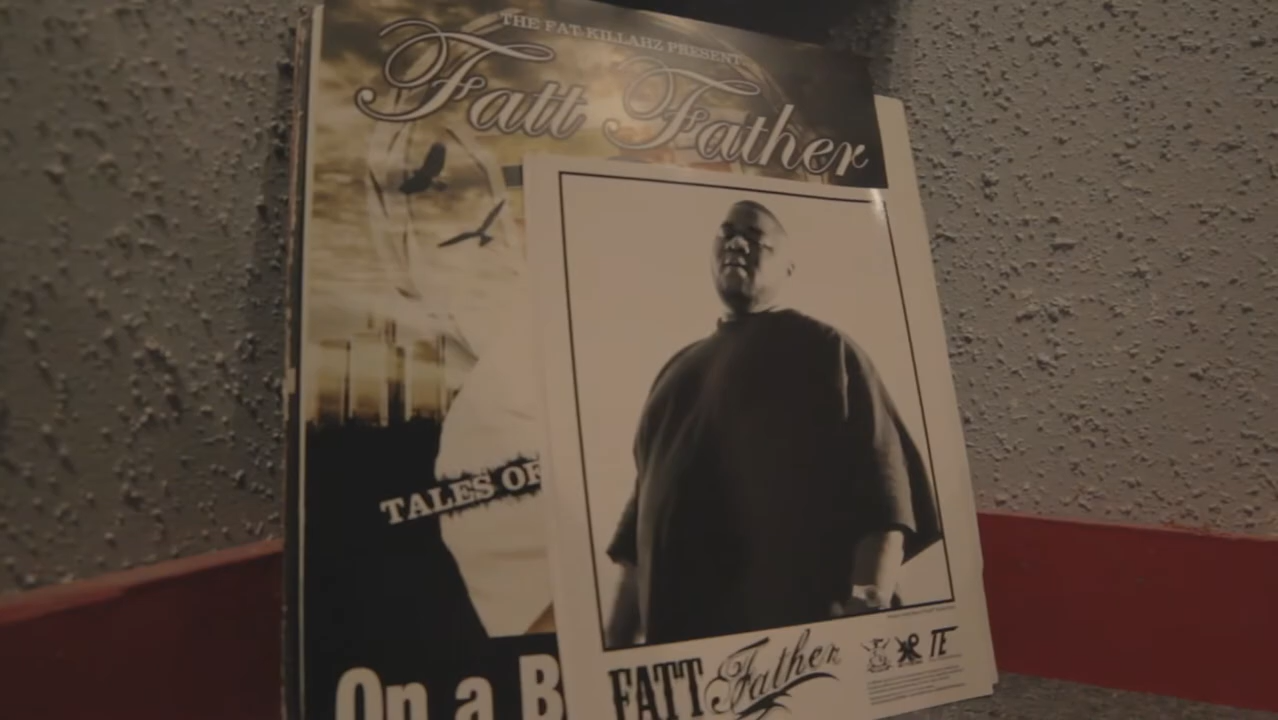 THE FAT KILLAHZ PRESENT
Fatt Father
TALES OF
On a B
FATT Father
TE